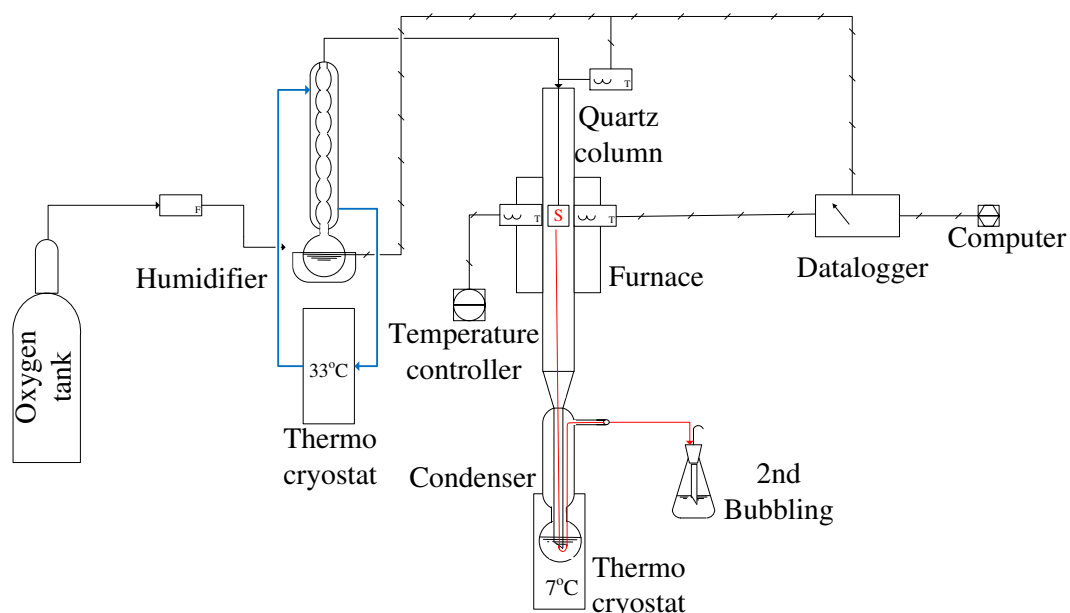 T
Quartz
column
F
T
S
T
Computer
Datalogger
Humidifier
Furnace
Oxygen
tank
Temperature
controller
33°C
Thermo
cryostat
Condenser
2nd
Bubbling
7°C
Thermo
cryostat